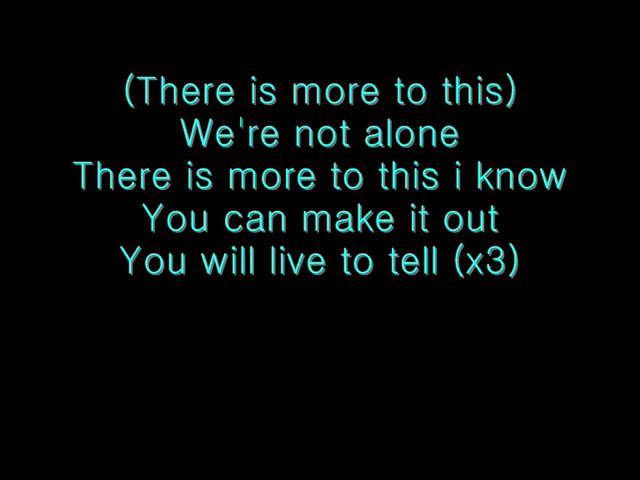 (There is more to this)
We're not alone
There is more to this i know
You can make it out
You will live to tell (x3)